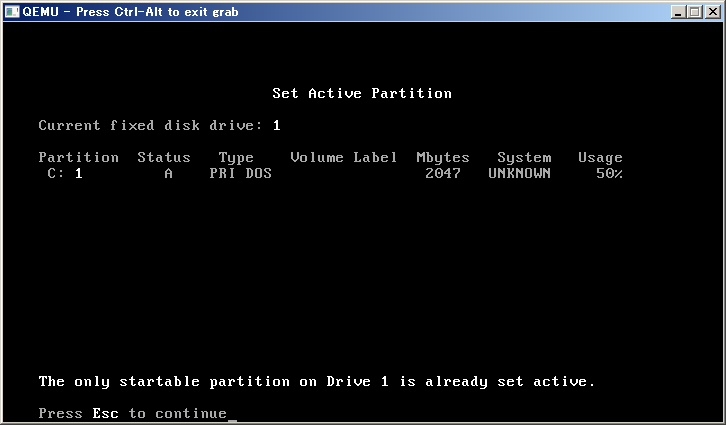 QEMU - Press Ctrl-Alt to exit grab
Set Active Partition
Current fixed disk drive: 1
Partition Status Type Volume Label Mbytes System Usage
C: 1 A PRI DOS 2047 UNKNOWN 50%
The only startable partition on Drive 1 is already set active.
Press Esc to continue_